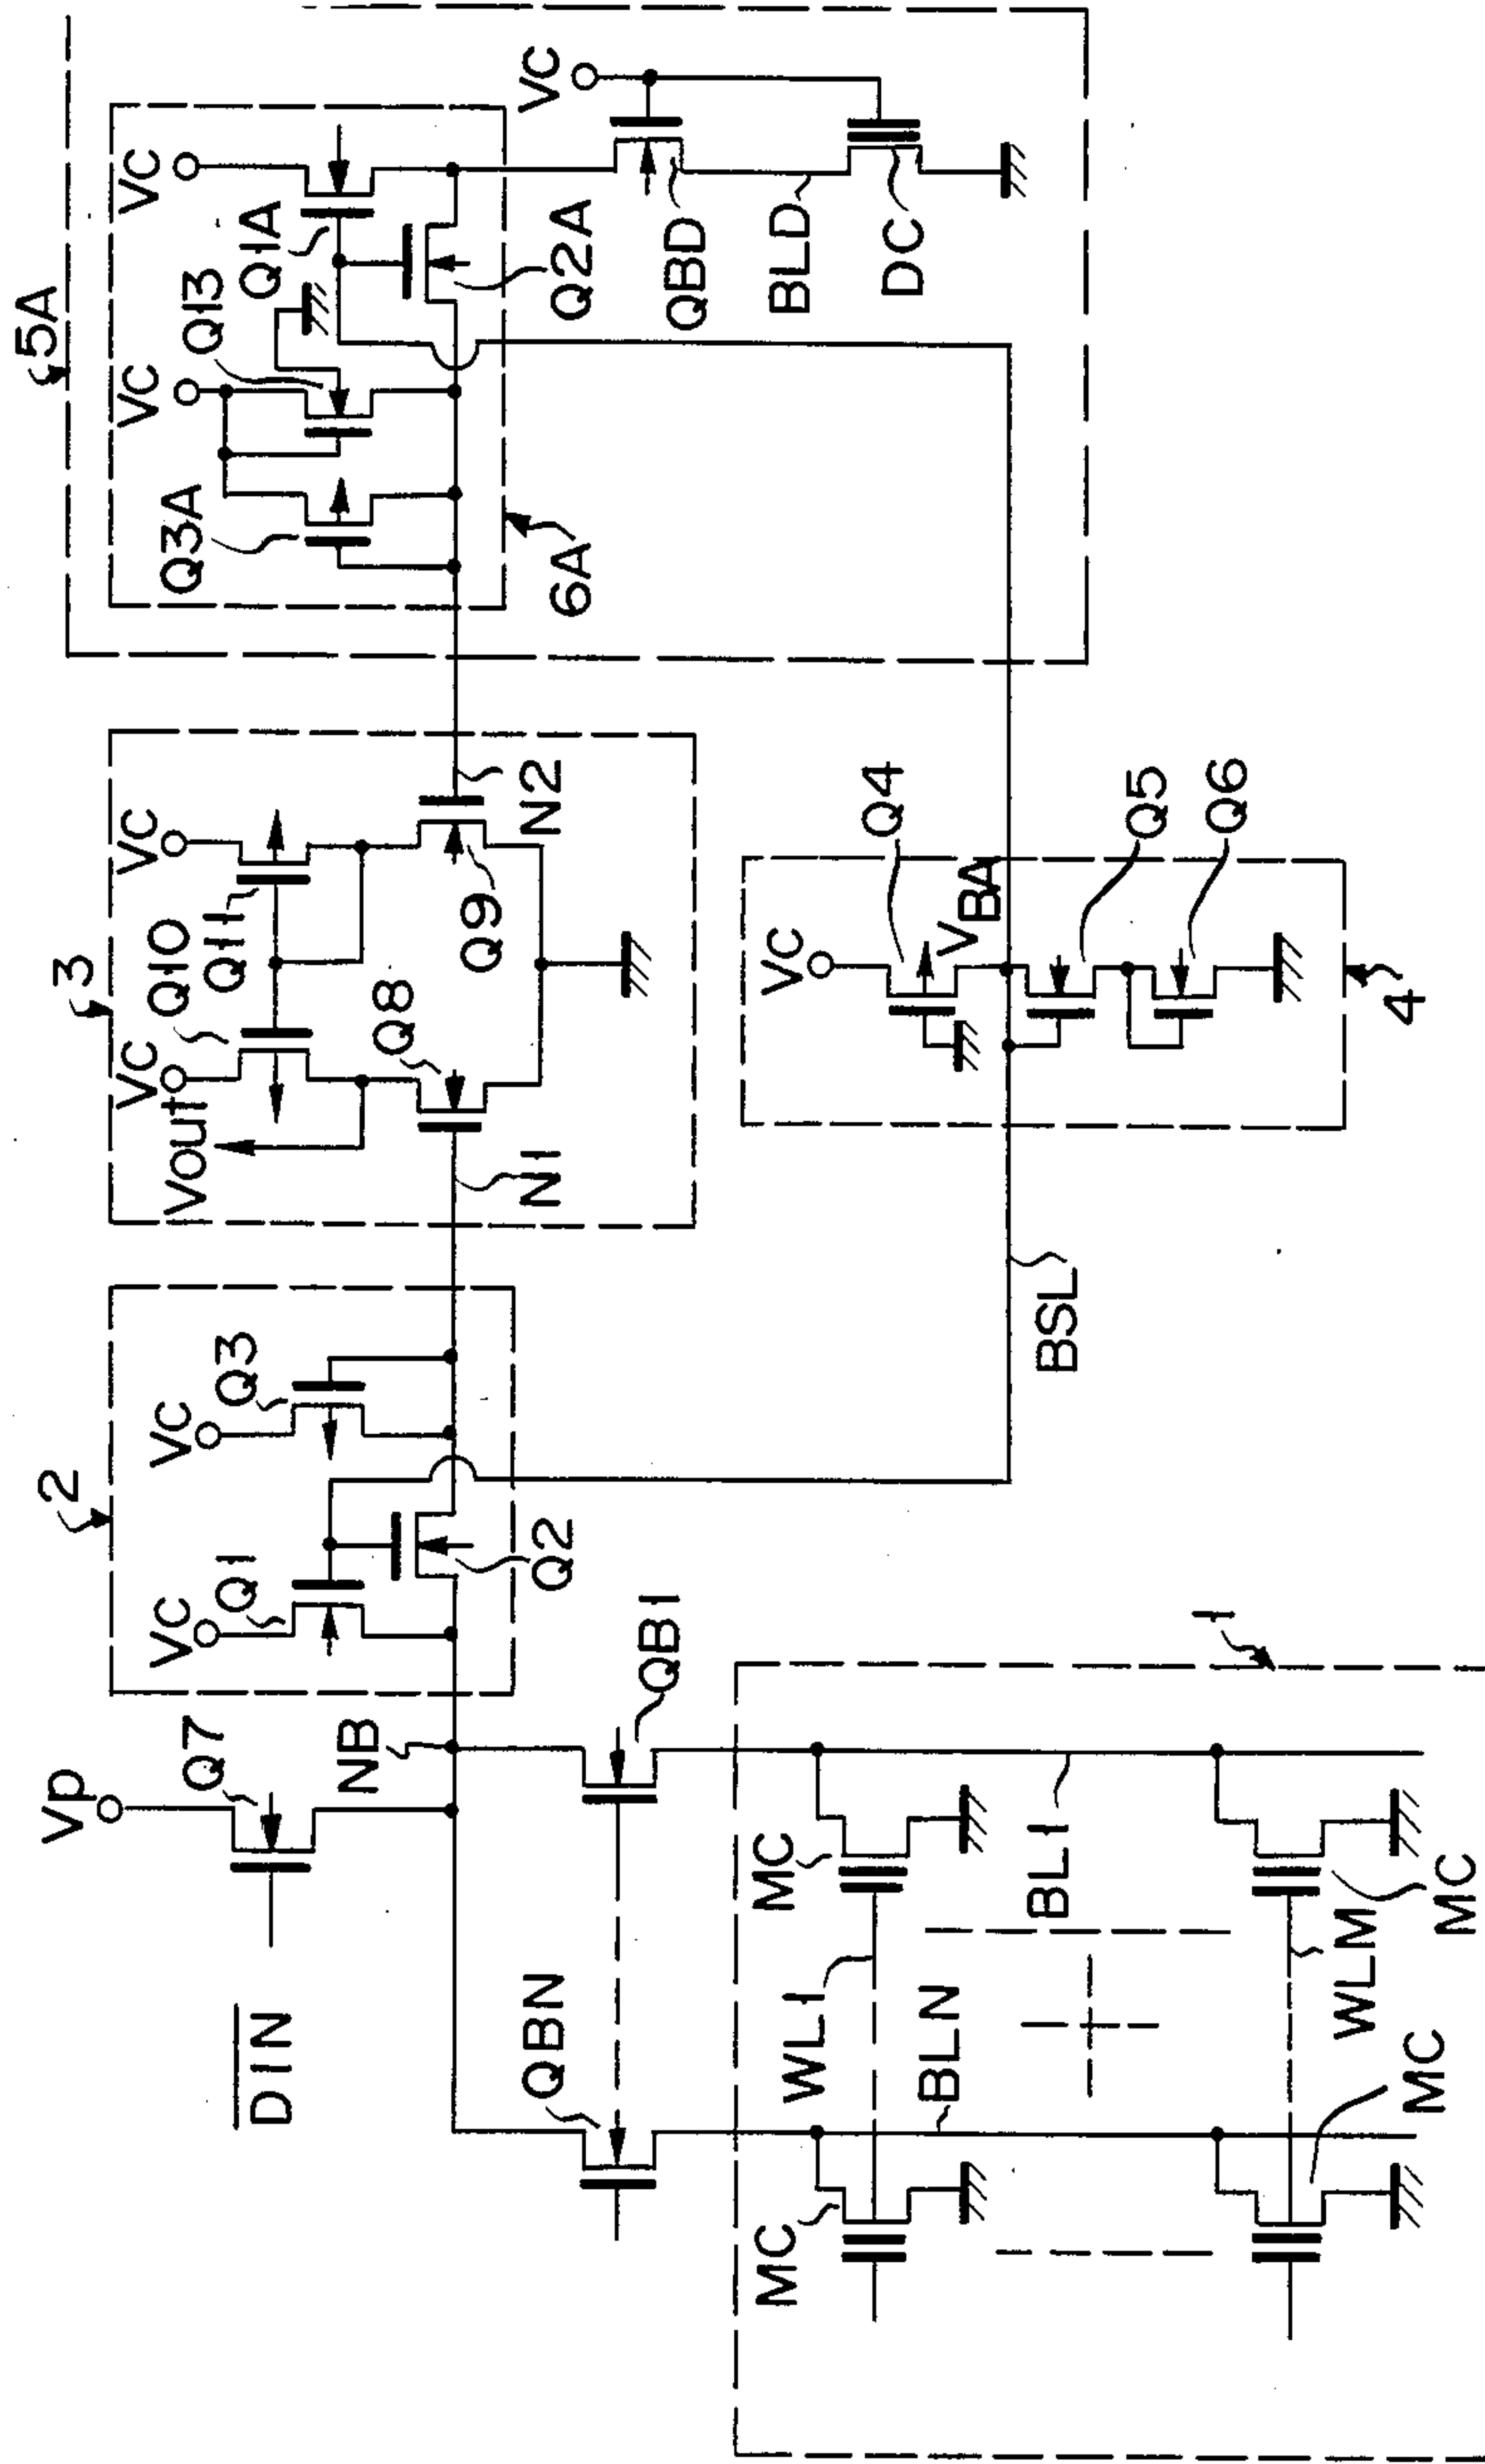 5A
VC
VC
VC
Q3A
Q13
Q1A
Q2A
6A
QBD
BLD
DC
3
VC
VC
Vout
Q10
Q11
Q8
Q9
N1
N2
VC
Q4
VBA
Q5
Q6
4
BSL
2
VC
VC
Q1
Q3
Q2
Vp
Q7
DIN
NB
QBN
QB1
1
MC
MC
WL1
BLN
BL1
WLM
MC
MC